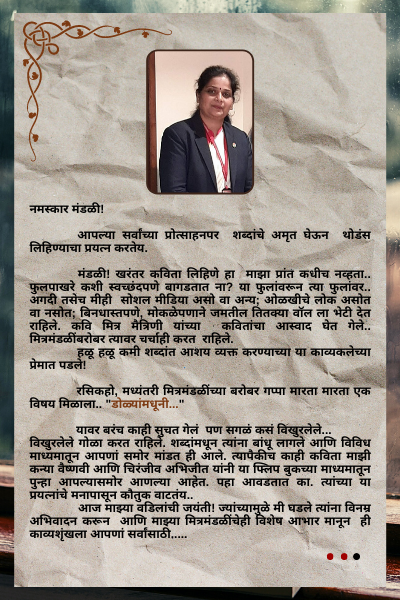 नमस्कार मंडळी!
आपल्या सर्वांच्या प्रोत्साहनपर शब्दांचे अमृत घेऊन थोडंस
लिहिण्याचा प्रयत्न करतेय.
मंडळी! खरंतर कविता लिहिणे हा माझा प्रांत कधीच नव्हता..
फुलपाखरे कशी स्वच्छंदपणे बागडतात ना? या फुलांवरून त्या फुलांवर..
अगदी तसेच मीही सोशल मीडिया असो वा अन्य; ओळखीचे लोक असोत
वा नसोत; बिनधास्तपणे, मोकळेपणाने जमतील तितक्या वॉल ला भेटी देत
राहिले. कवि मित्र मैत्रिणी यांच्या कवितांचा आस्वाद घेत गेले..
मित्रमंडळींबरोबर त्यावर चर्चाही करत राहिले.
हळू हळू कमी शब्दांत आशय व्यक्त करण्याच्या या काव्यकलेच्या
प्रेमात पडले!
रसिकहो, मध्यंतरी मित्रमंडळींच्या बरोबर गप्पा मारता मारता एक
विषय मिळाला.. "डोळ्यांमधूनी..."
यावर बरंच काही सुचत गेलं पण सगळं कसं विखुरलेले...
विखुरलेले गोळा करत राहिले. शब्दांमधून त्यांना बांधू लागले आणि विविध
माध्यमातून आपणां समोर मांडत ही आले. त्यापैकीच काही कविता माझी
कन्या वैष्णवी आणि चिरंजीव अभिजीत यांनी या फ्लिप बुकच्या माध्यमातून
पुन्हा आपल्यासमोर आणल्या आहेत. पहा आवडतात का. त्यांच्या या
प्रयत्नांचे मनापासून कौतुक वाटतंय..
आज माझ्या वडिलांची जयंती! ज्यांच्यामुळे मी घडले त्यांना विनम्र
अभिवादन करून आणि माझ्या मित्रमंडळींचेही विशेष आभार मानून ही
काव्यशृंखला आपणां सर्वांसाठी.....